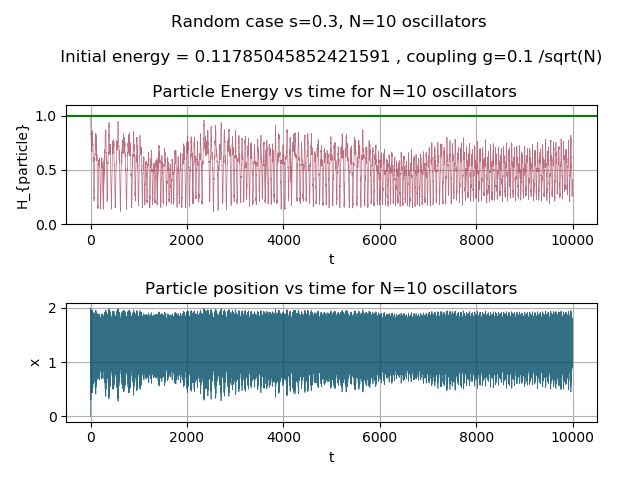 Random case s=0.3, N=10 oscillators
Initial energy = 0.11785045852421591 , coupling g=0.1 /sqrt(N)
Particle Energy vs time for N=10 oscillators
1.0
0.5
0.0
H_{particle}
0 2000 4000 6000 8000 10000
t
Particle position vs time for N=10 oscillators
2
1
0
x
0 2000 4000 6000 8000 10000
t